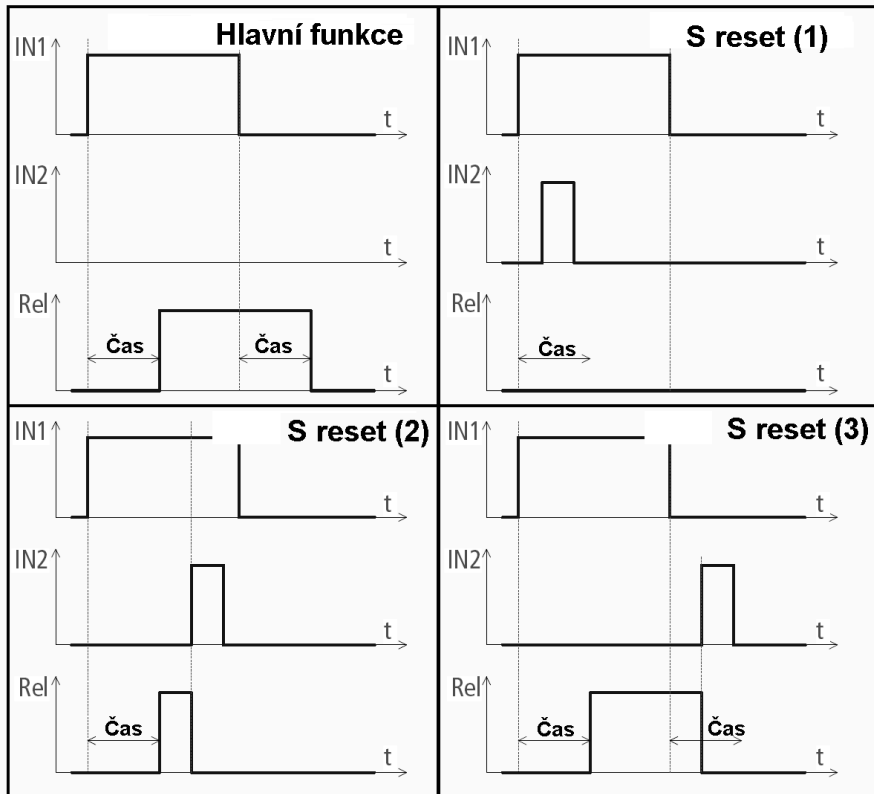 Hlavní funkce
IN1
t
IN2
t
Rel
Čas
Čas
t
S reset (1)
IN1
t
IN2
t
Rel
Čas
t
S reset (2)
IN1
t
IN2
t
Rel
Čas
t
S reset (3)
IN1
t
IN2
t
Rel
Čas
Čas
t